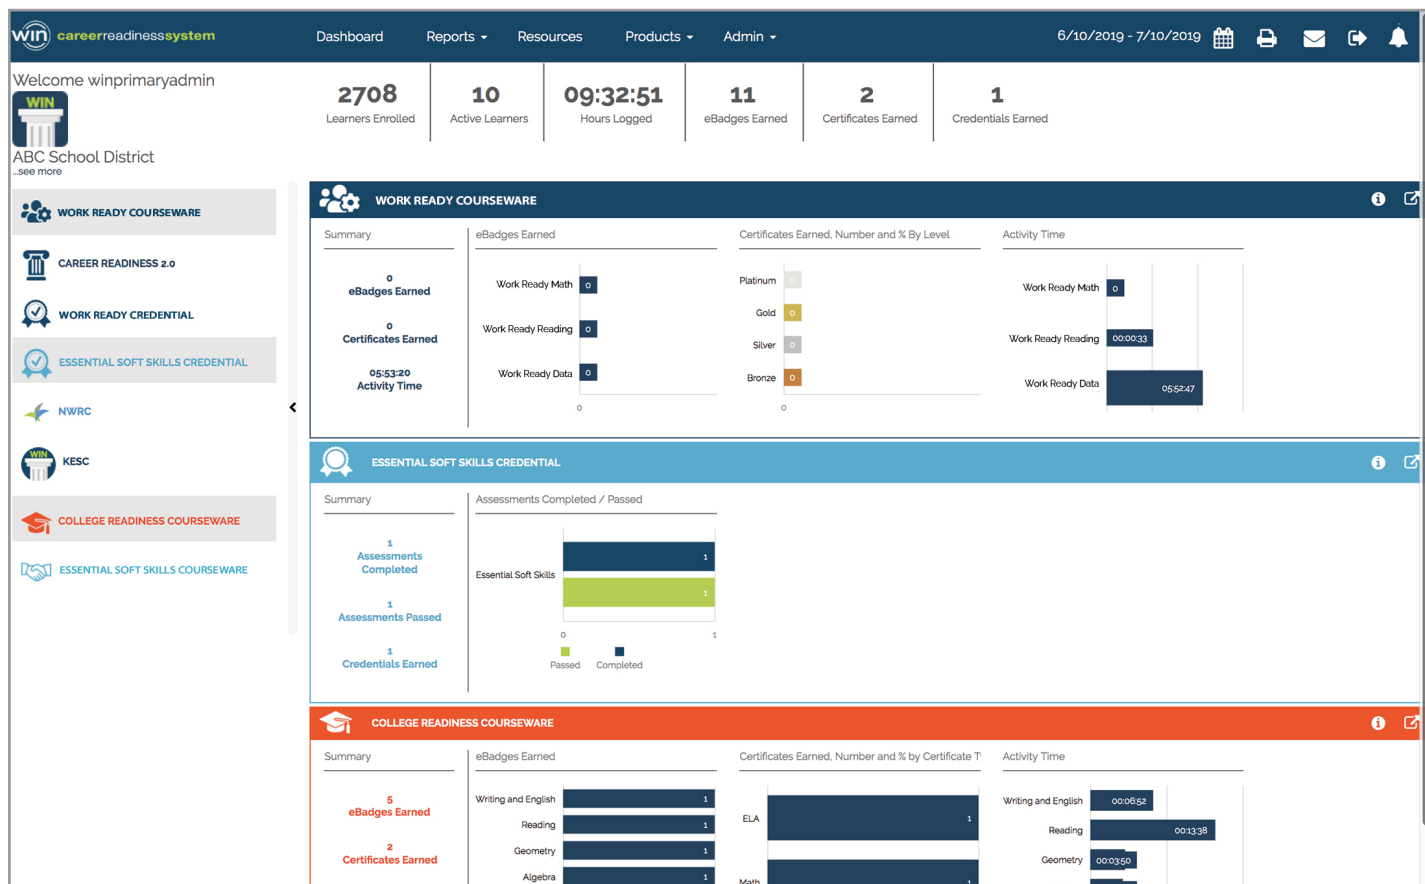 win careerreadinesssystem
Dashboard Reports Resources Products Admin 6/10/2019 - 7/10/2019
Welcome winprimaryadmin
WIN
ABC School District
...see more
2708 10 09:32:51 11 2 1
Learners Enrolled Active Learners Hours Logged eBadges Earned Certificates Earned Credentials Earned
WORK READY COURSEWARE
CAREER READINESS 2.0
WORK READY CREDENTIAL
ESSENTIAL SOFT SKILLS CREDENTIAL
NWRC
WIN
KESC
COLLEGE READINESS COURSEWARE
ESSENTIAL SOFT SKILLS COURSEWARE
WORK READY COURSEWARE
Summary
0
eBadges Earned
0
Certificates Earned
05:53:20
Activity Time
eBadges Earned
Work Ready Math 0
Work Ready Reading 0
Work Ready Data 0
0
Certificates Earned, Number and % By Level
Platinum 0
Gold 0
Silver 0
Bronze 0
0
Activity Time
Work Ready Math 0
Work Ready Reading 00:00:33
Work Ready Data 05:52:47
ESSENTIAL SOFT SKILLS CREDENTIAL
Summary
1
Assessments
Completed
1
Assessments Passed
1
Credentials Earned
Assessments Completed / Passed
1
Essential Soft Skills
1
0 1
Passed Completed
COLLEGE READINESS COURSEWARE
Summary
5
eBadges Earned
2
Certificates Earned
eBadges Earned
Writing and English 1
Reading 1
Geometry 1
Algebra 1
Certificates Earned, Number and % by Certificate T
ELA 1
Math 1
Activity Time
Writing and English 00:06:52
Reading 00:13:38
Geometry 00:03:50